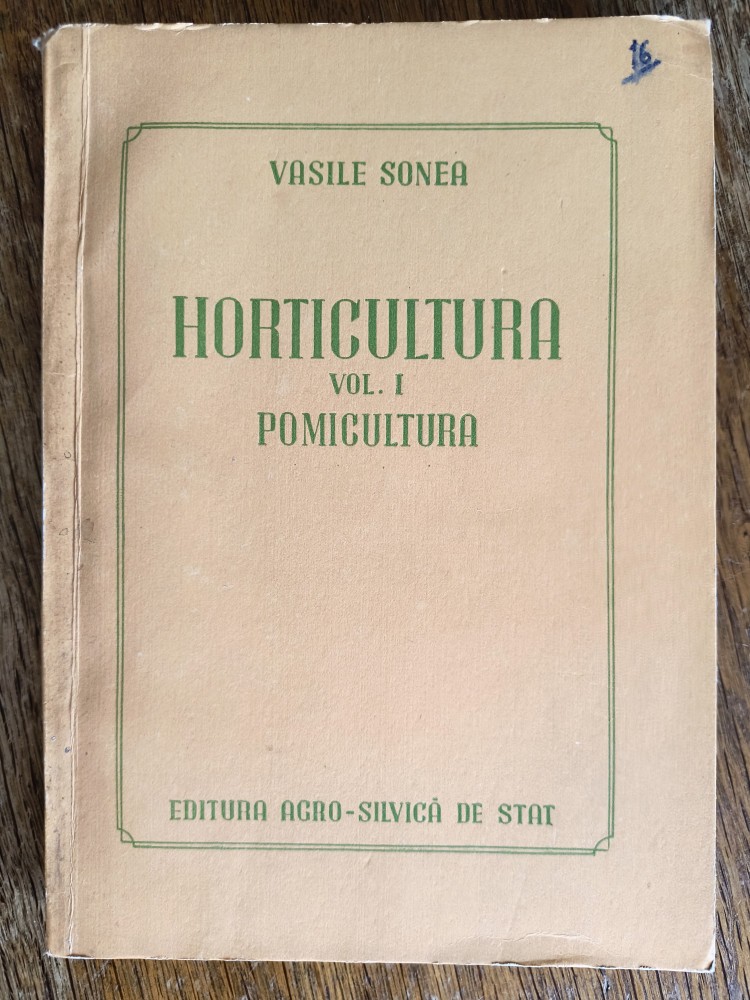 16
VASILE SONEA
HORTICULTURA
VOL. I
POMICULTURA
EDITURA AGRO-SILVICĂ DE STAT